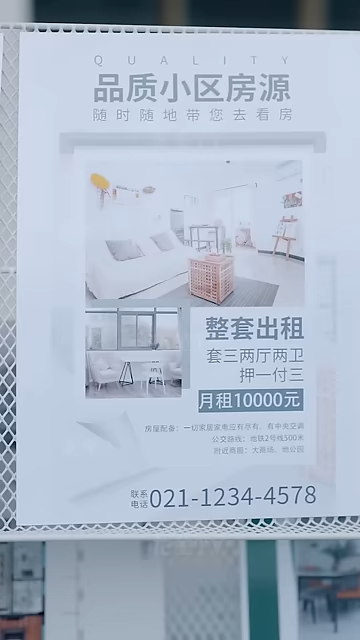 QUALITY
品质小区房源
随时随地带您去看房
整套出租
套三两厅两卫
押一付三
月租10000元
房屋配备：一切家居家电应有尽有，有中央空调
公交路线：地铁2号线500米
附近商圈：大商场、地公园
联系电话 021-1234-4578